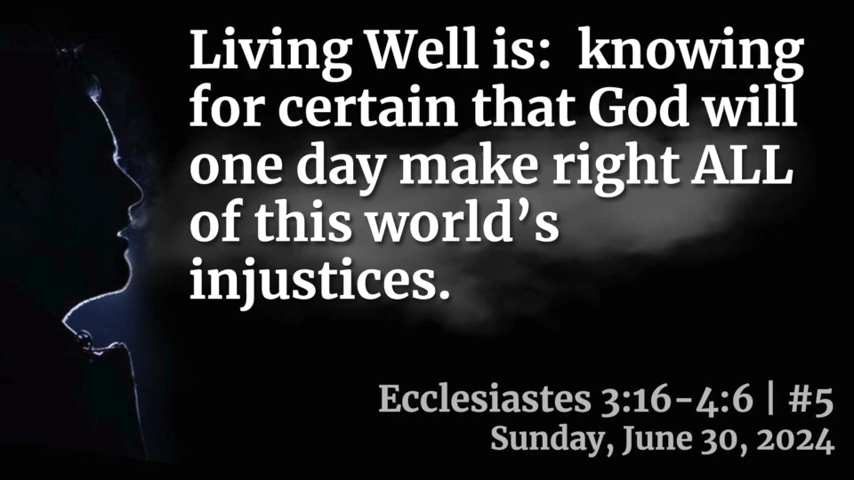 Living Well is:  knowing
for certain that God will
one day make right ALL
of this world’s
injustices.
Ecclesiastes 3:16-4:6 | #5
Sunday, June 30, 2024